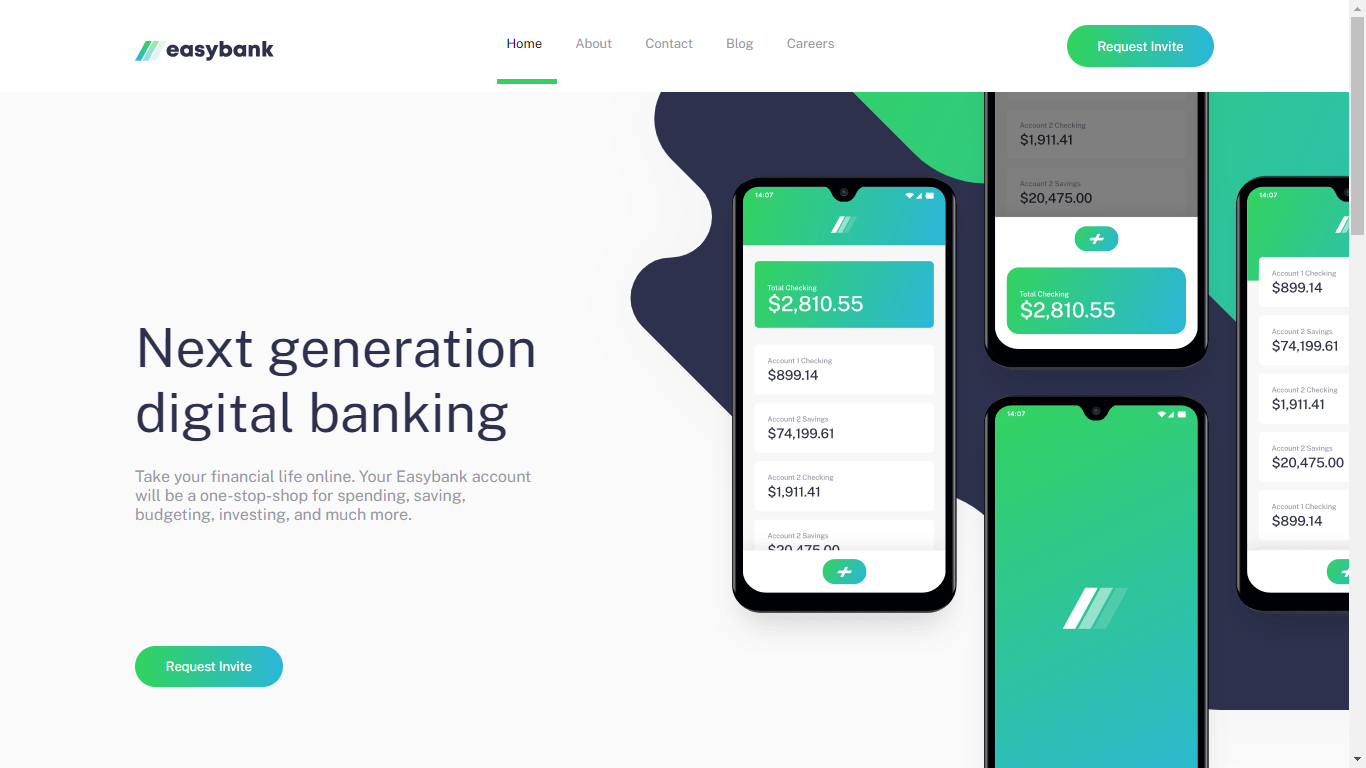 easybank
Home
About
Contact
Blog
Careers
Request Invite
Next generation
digital banking
Take your financial life online. Your Easybank account
will be a one-stop-shop for spending, saving,
budgeting, investing, and much more.
Request Invite
14:07
Total Checking
$2,810.55
Account 1 Checking
$899.14
Account 2 Savings
$74,199.61
Account 2 Checking
$1,911.41
Account 2 Savings
$20,475.00
Account 2 Checking
$1,911.41
Account 2 Savings
$20,475.00
Total Checking
$2,810.55
14:07
14:07
Account 1 Checking
$899.14
Account 2 Savings
$74,199.61
Account 2 Checking
$1,911.41
Account 2 Savings
$20,475.00
Account 1 Checking
$899.14